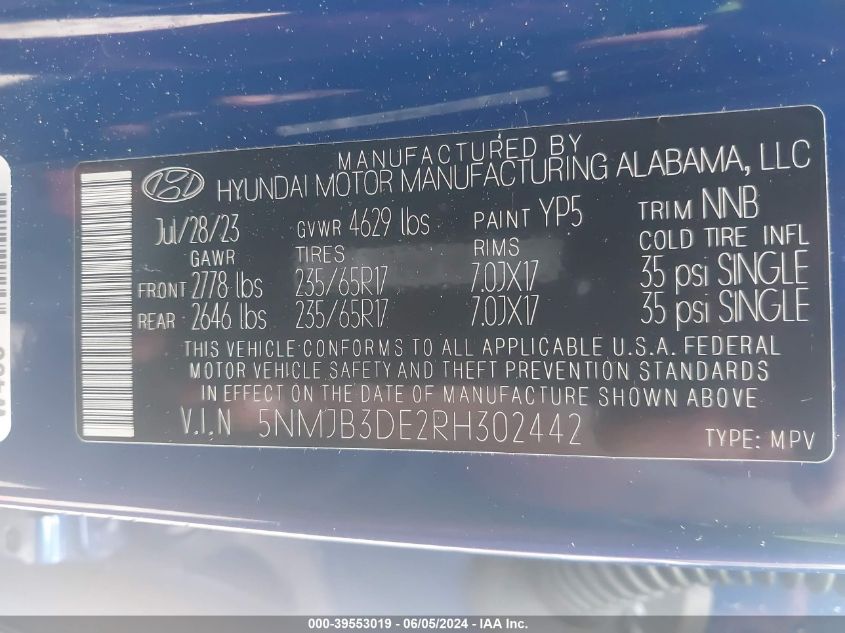 MANUFACTURED BY
HYUNDAI MOTOR MANUFACTURING ALABAMA, LLC
Jul/28/23 GVWR 4629 lbs PAINT YP5 TRIM NNB
GAWR TIRES RIMS COLD TIRE INFL
FRONT 2778 lbs 235/65R17 7.0JX17 35 psi SINGLE
REAR 2646 lbs 235/65R17 7.0JX17 35 psi SINGLE
THIS VEHICLE CONFORMS TO ALL APPLICABLE U.S.A. FEDERAL
MOTOR VEHICLE SAFETY AND THEFT PREVENTION STANDARDS
IN EFFECT ON THE DATE OF MANUFACTURE SHOWN ABOVE
V.I.N 5NMJB3DE2RH302442 TYPE: MPV
000-39553019 - 06/05/2024 - IAA Inc.